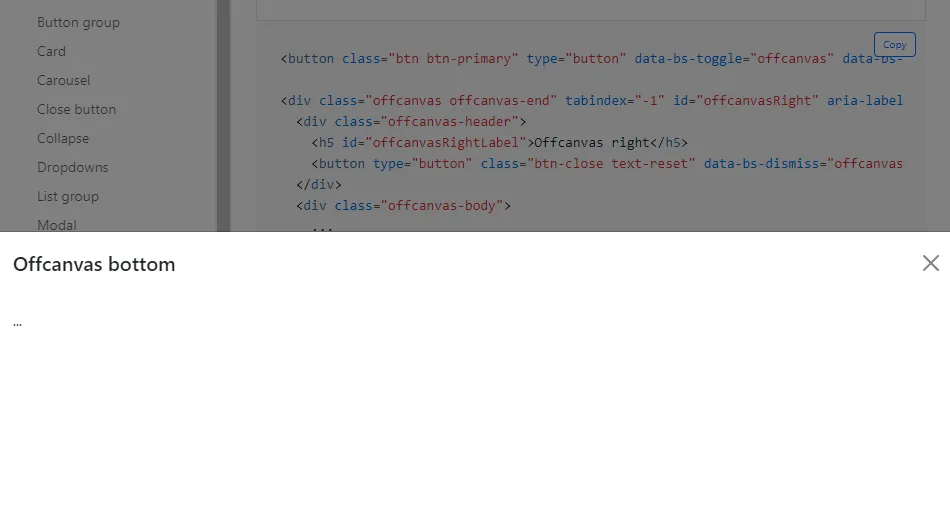 Button group
Card
Carousel
Close button
Collapse
Dropdowns
List group
Modal
Copy
<button class="btn btn-primary" type="button" data-bs-toggle="offcanvas" data-bs-
<div class="offcanvas offcanvas-end" tabindex="-1" id="offcanvasRight" aria-label
<div class="offcanvas-header">
<h5 id="offcanvasRightLabel">Offcanvas right</h5>
<button type="button" class="btn-close text-reset" data-bs-dismiss="offcanvas
</div>
<div class="offcanvas-body">
...
Offcanvas bottom
...